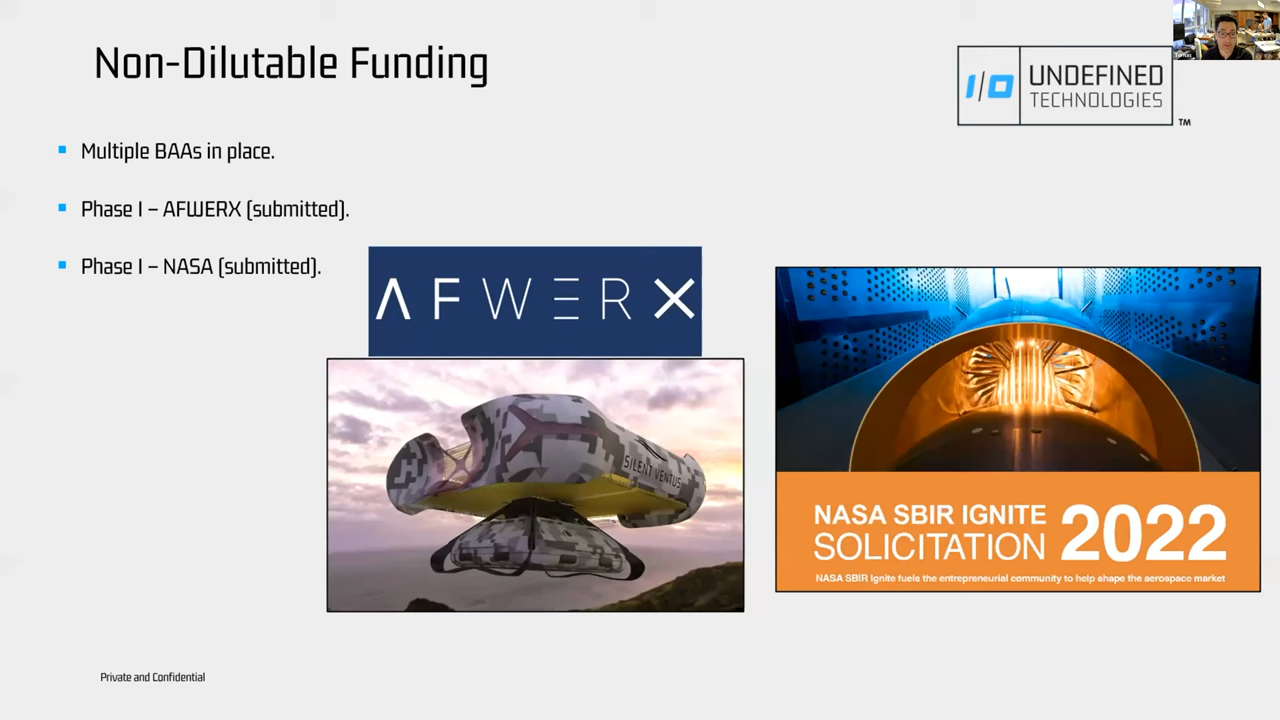 Non-Dilutable Funding
I/O UNDEFINED
TECHNOLOGIES
TM
Multiple BAAs in place.
Phase I – AFWERX (submitted).
Phase I – NASA (submitted).
AFWERX
SILENT VENTUS
NASA SBIR IGNITE
SOLICITATION 2022
NASA SBIR Ignite fuels the entrepreneurial community to help shape the aerospace market
Private and Confidential